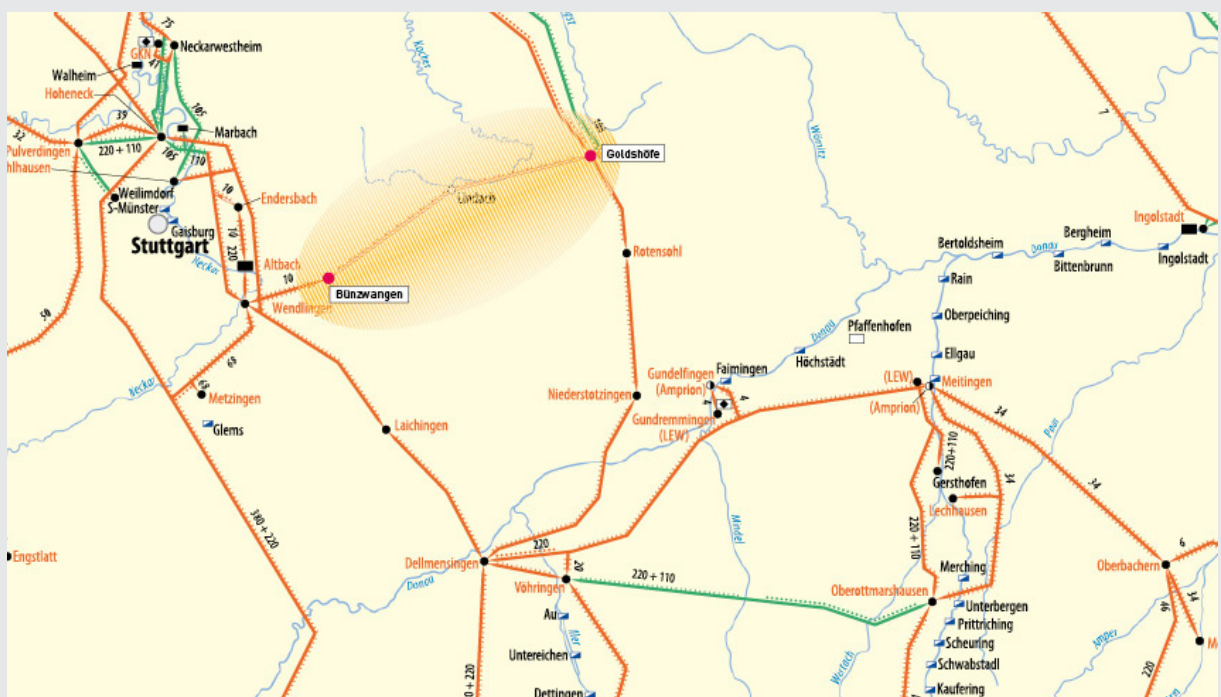 75
Kocher
GKN
Neckarwestheim
41
Walheim
Hoheneck
105
39
Marbach
32
Pulverdingen
220 + 110
105
110
hlhausen
Goldshöfe
Wörnitz
7
Weilimdorf
S-Münster
10
Endersbach
Lindach
Gaisburg
Stuttgart
10
220
Ingolstadt
Bergheim
Bertoldsheim
Donau
Bittenbrunn
Ingolstadt
Rotensohl
Neckar
Altbach
10
Bünzwangen
Rain
Wendlingen
50
Oberpeiching
Pfaffenhofen
Donau
Höchstädt
Ellgau
69
Neckar
Metzingen
Gundelfingen
(Amprion)
Faimingen
(LEW)
Meitingen
Niederstotzingen
4
4
(Amprion)
Gundremmingen
(LEW)
34
Glems
Laichingen
Paar
220+110
Gersthofen
34
34
Lechhausen
380 + 220
Mindel
220 + 110
Engstlatt
220
Dellmensingen
20
6
Oberbachern
Donau
Vöhringen
220 + 110
Merching
Oberottmarshausen
46
34
Au
Unterbergen
Prittriching
Iller
Amper
Scheuring
Untereichen
Wertach
Schwabstadl
220
0 + 220
Dettingen
Kaufering